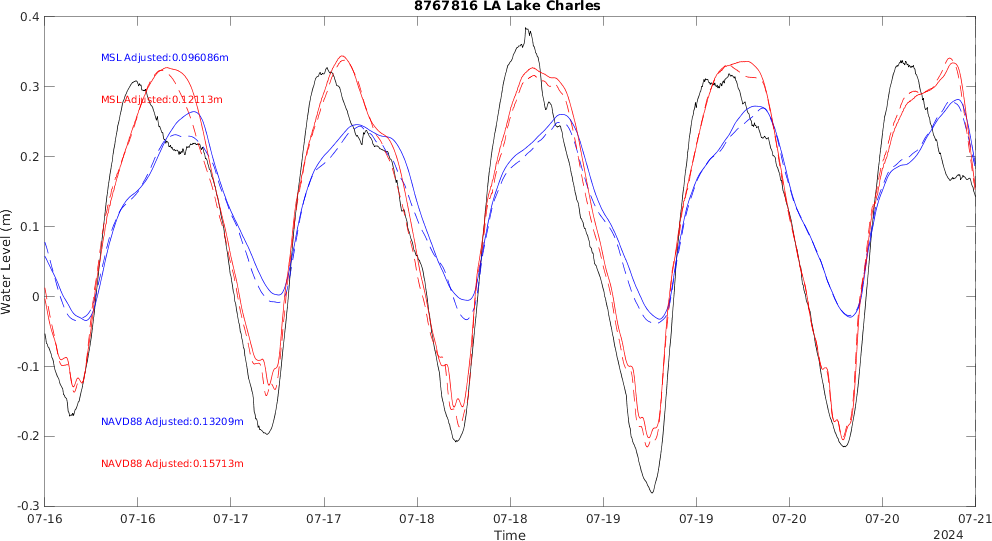 8767816 LA Lake Charles
0.4
MSL Adjusted:0.096086m
0.3
MSL Adjusted:0.12113m
0.2
0.1
Water Level (m)
0
-0.1
-0.2
NAVD88 Adjusted:0.13209m
NAVD88 Adjusted:0.15713m
-0.3
07-16 07-16 07-17 07-17 07-18 07-18 07-19 07-19 07-20 07-20 07-21
Time
2024